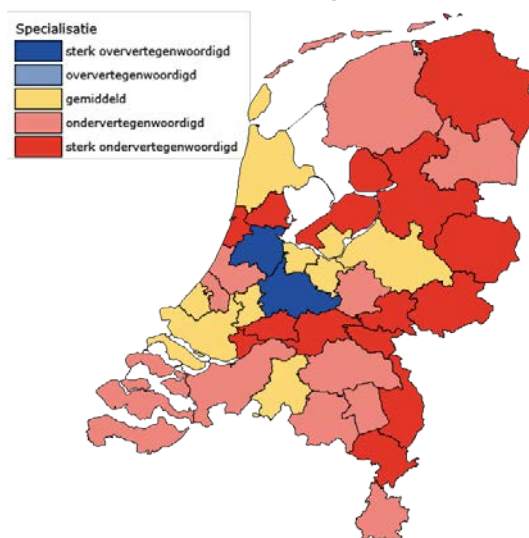 Specialisatie
sterk oververtegenwoordigd
oververtegenwoordigd
gemiddeld
ondervertegenwoordigd
sterk ondervertegenwoordigd